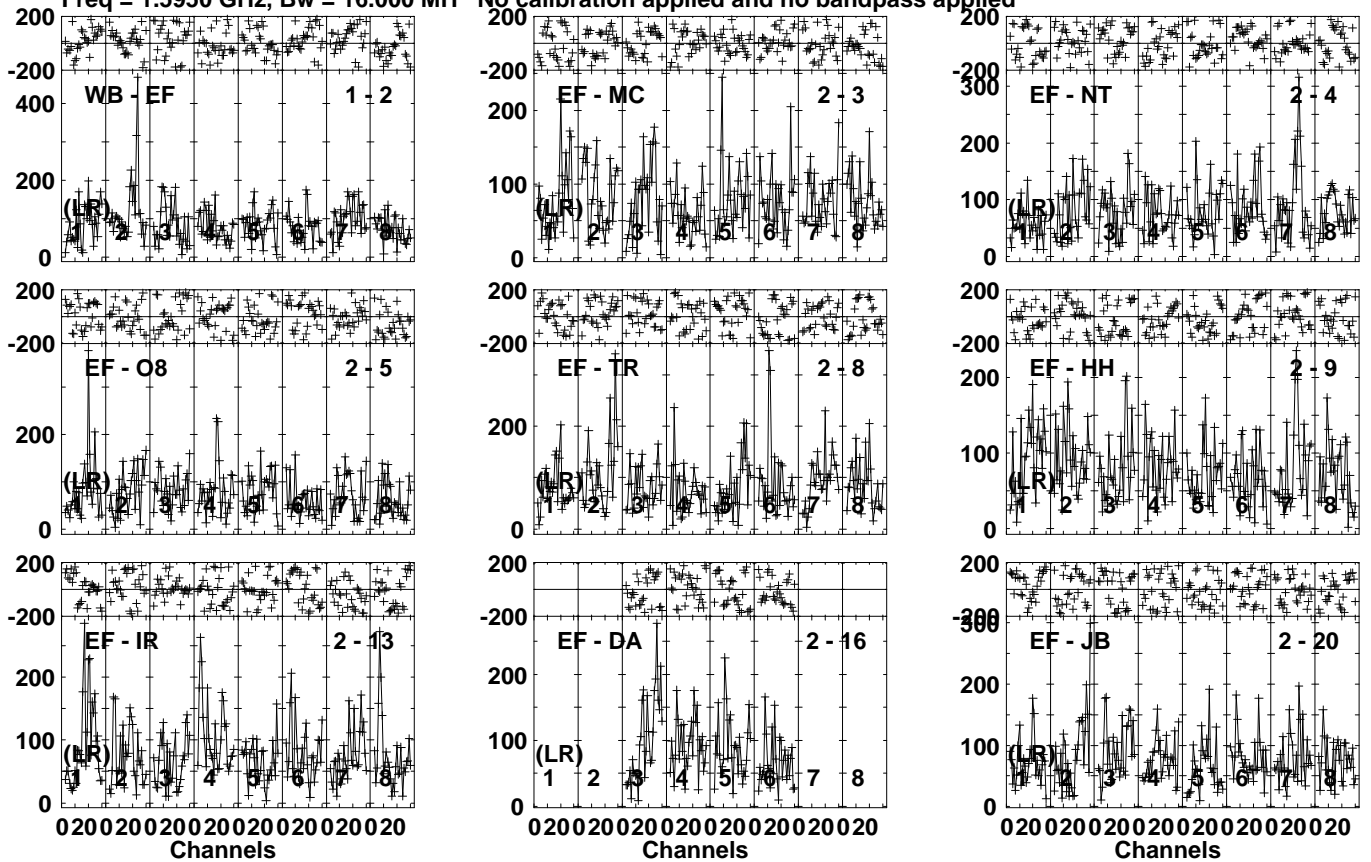 Freq = 1.5950 GHz, Bw = 16.000 MH No calibration applied and no bandpass applied
200 200 200
-200 -200 -200
WB - EF 1 - 2 EF - MC 2 - 3 EF - NT 2 - 4
400 200 300
200 100 200
100
(LR) (LR) (LR)
1 2 3 4 5 6 7 8 1 2 3 4 5 6 7 8 1 2 3 4 5 6 7 8
0 0 0
200 200 200
-200 -200 -200
EF - O8 2 - 5 EF - TR 2 - 8 EF - HH 2 - 9
200 200 200
100
(LR) (LR) (LR)
1 2 3 4 5 6 7 8 1 2 3 4 5 6 7 8 1 2 3 4 5 6 7 8
0 0 0
200 200 200
-200 -200 -200
300
EF - IR 2 - 13 EF - DA 2 - 16 EF - JB 2 - 20
200 200 200
100 100 100
(LR) (LR) (LR)
1 2 3 4 5 6 7 8 1 2 3 4 5 6 7 8 1 2 3 4 5 6 7 8
0 0 0
0 20 0 20 0 20 0 20 0 20 0 20 0 20 0 20 0 20 0 20 0 20 0 20 0 20 0 20 0 20 0 20 0 20 0 20 0 20 0 20 0 20 0 20 0 20 0 20
Channels Channels Channels